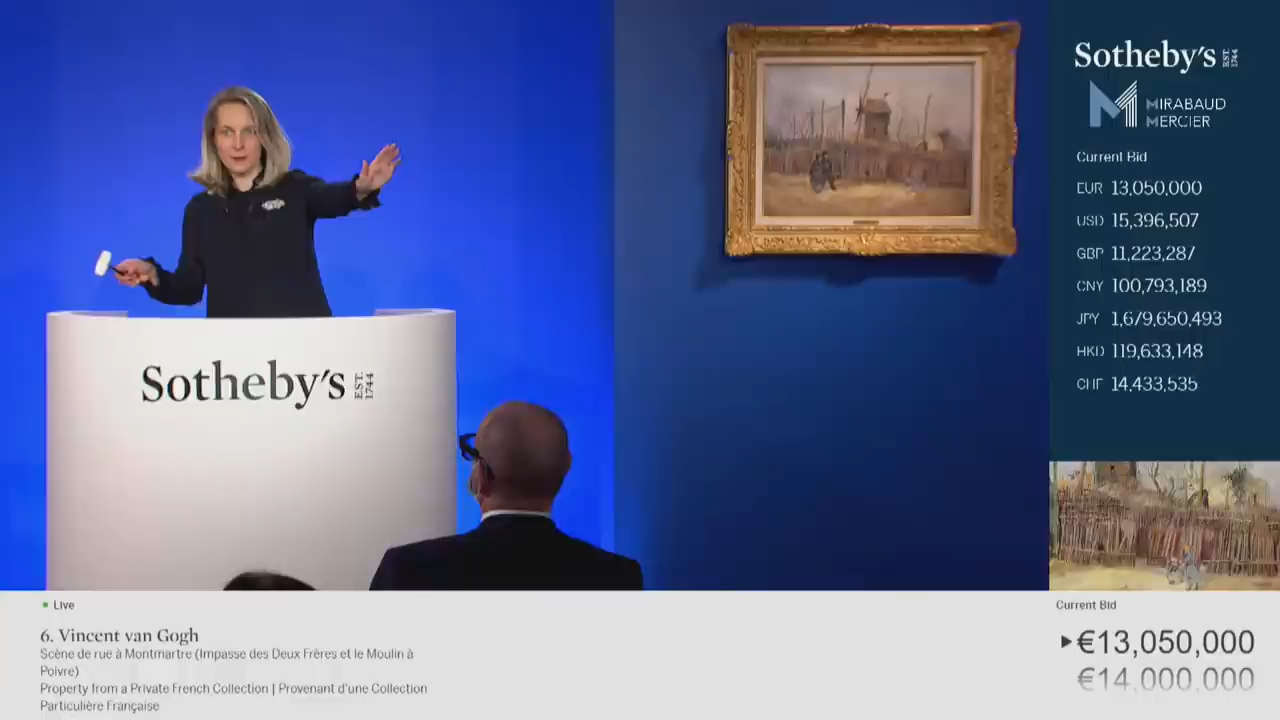 Sotheby's EST. 1744
MIRABAUD
MERCIER
Current Bid
EUR 13,050,000
USD 15,396,507
GBP 11,223,287
CNY 100,793,189
JPY 1,679,650,493
HKD 119,633,148
CHF 14,433,535
Sotheby's EST. 1744
Live
6. Vincent van Gogh
Scène de rue à Montmartre (Impasse des Deux Frères et le Moulin à
Poivre)
Property from a Private French Collection | Provenant d'une Collection
Particulière Française
Current Bid
€13,050,000
€14,000,000